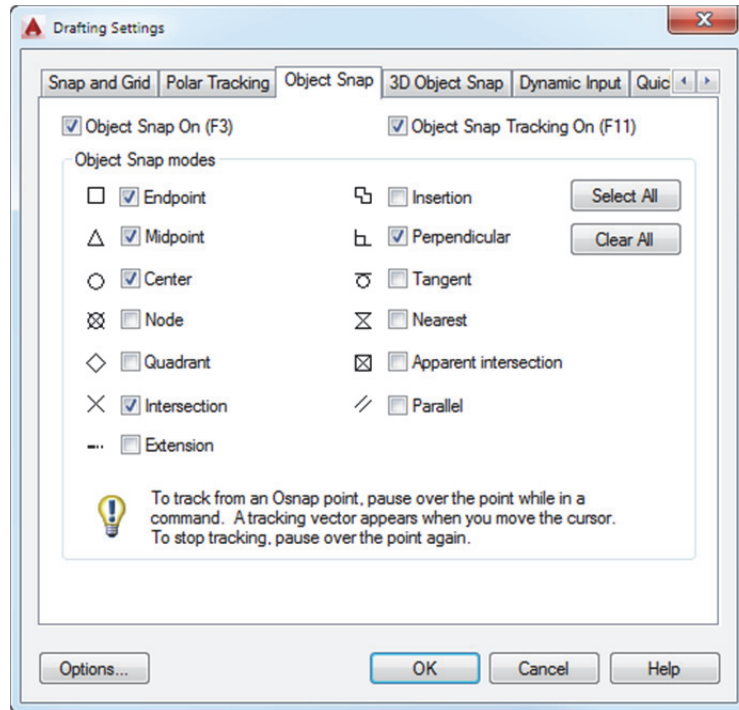 Drafting Settings
Snap and Grid Polar Tracking Object Snap 3D Object Snap Dynamic Input Quic
Object Snap On (F3) Object Snap Tracking On (F11)
Object Snap modes
Endpoint Insertion Select All
Midpoint Perpendicular Clear All
Center Tangent
Node Nearest
Quadrant Apparent intersection
Intersection Parallel
Extension
To track from an Osnap point, pause over the point while in a
command. A tracking vector appears when you move the cursor.
To stop tracking, pause over the point again.
Options... OK Cancel Help